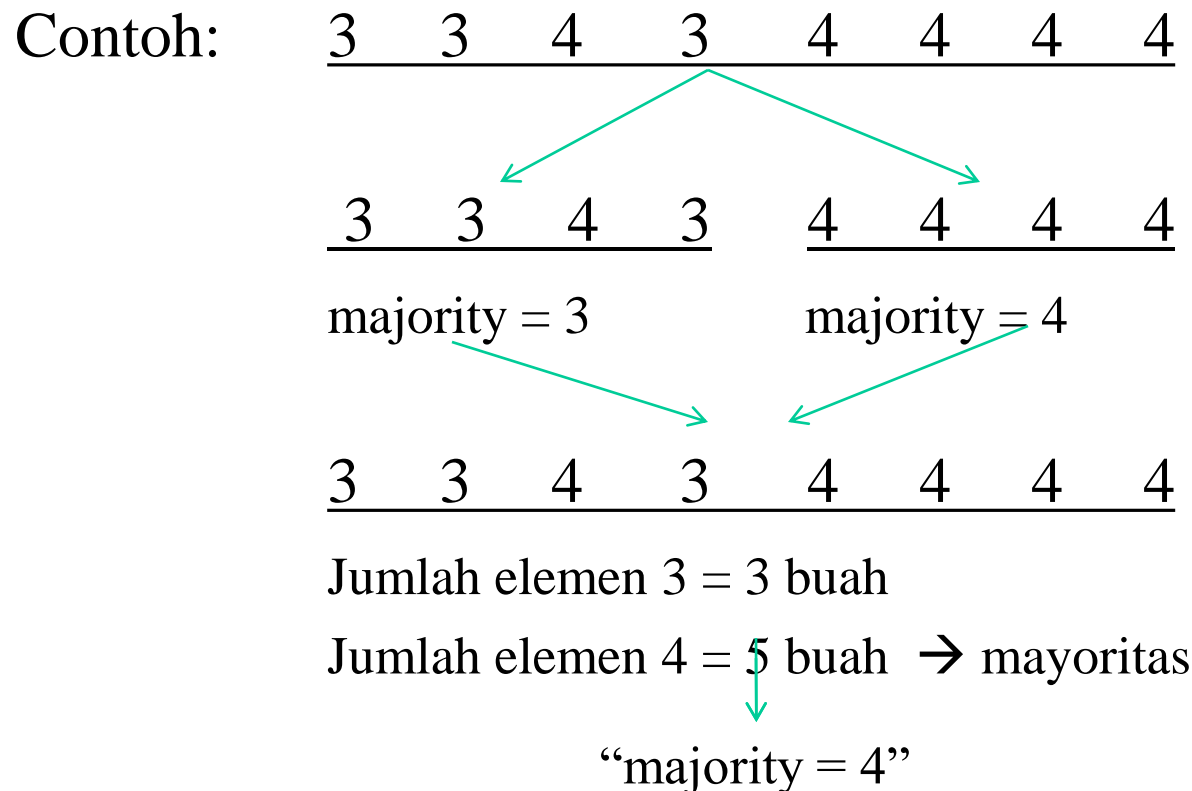 Contoh: 3 3 4 3 4 4 4 4
3 3 4 3 4 4 4 4
majority = 3 majority = 4
3 3 4 3 4 4 4 4
Jumlah elemen 3 = 3 buah
Jumlah elemen 4 = 5 buah → mayoritas
“majority = 4”